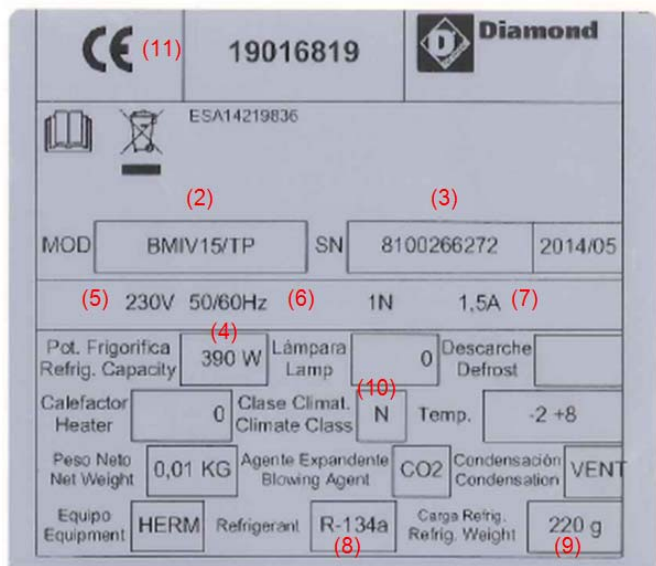 CE (11) 19016819 Diamond
ESA14219836
(2) (3)
MOD BMIV15/TP SN 8100266272 2014/05
(5) 230V 50/60Hz (6) 1N 1,5A (7)
(4)
Pot. Frigorifica 390 W Lámpara 0 Descarche
Refrig. Capacity Lamp Defrost
(10)
Calefactor 0 Clase Climat. N Temp. -2 +8
Heater Climate Class
Peso Neto 0,01 KG Agente Expandente CO2 Condensación VENT
Net Weight Blowing Agent Condensation
Equipo HERM Refrigerant R-134a Carga Refrig. 220 g
Equipment Refrig. Weight
(8) (9)